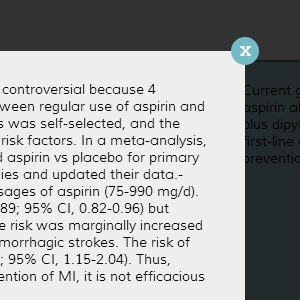 x
controversial because 4
ween regular use of aspirin and
s was self-selected, and the
risk factors. In a meta-analysis,
d aspirin vs placebo for primary
ies and updated their data.-
sages of aspirin (75-990 mg/d).
89; 95% CI, 0.82-0.96) but
e risk was marginally increased
morrhagic strokes. The risk of
; 95% CI, 1.15-2.04). Thus,
ention of MI, it is not efficacious
Current g
aspirin al
plus dipy
first-line
preventio